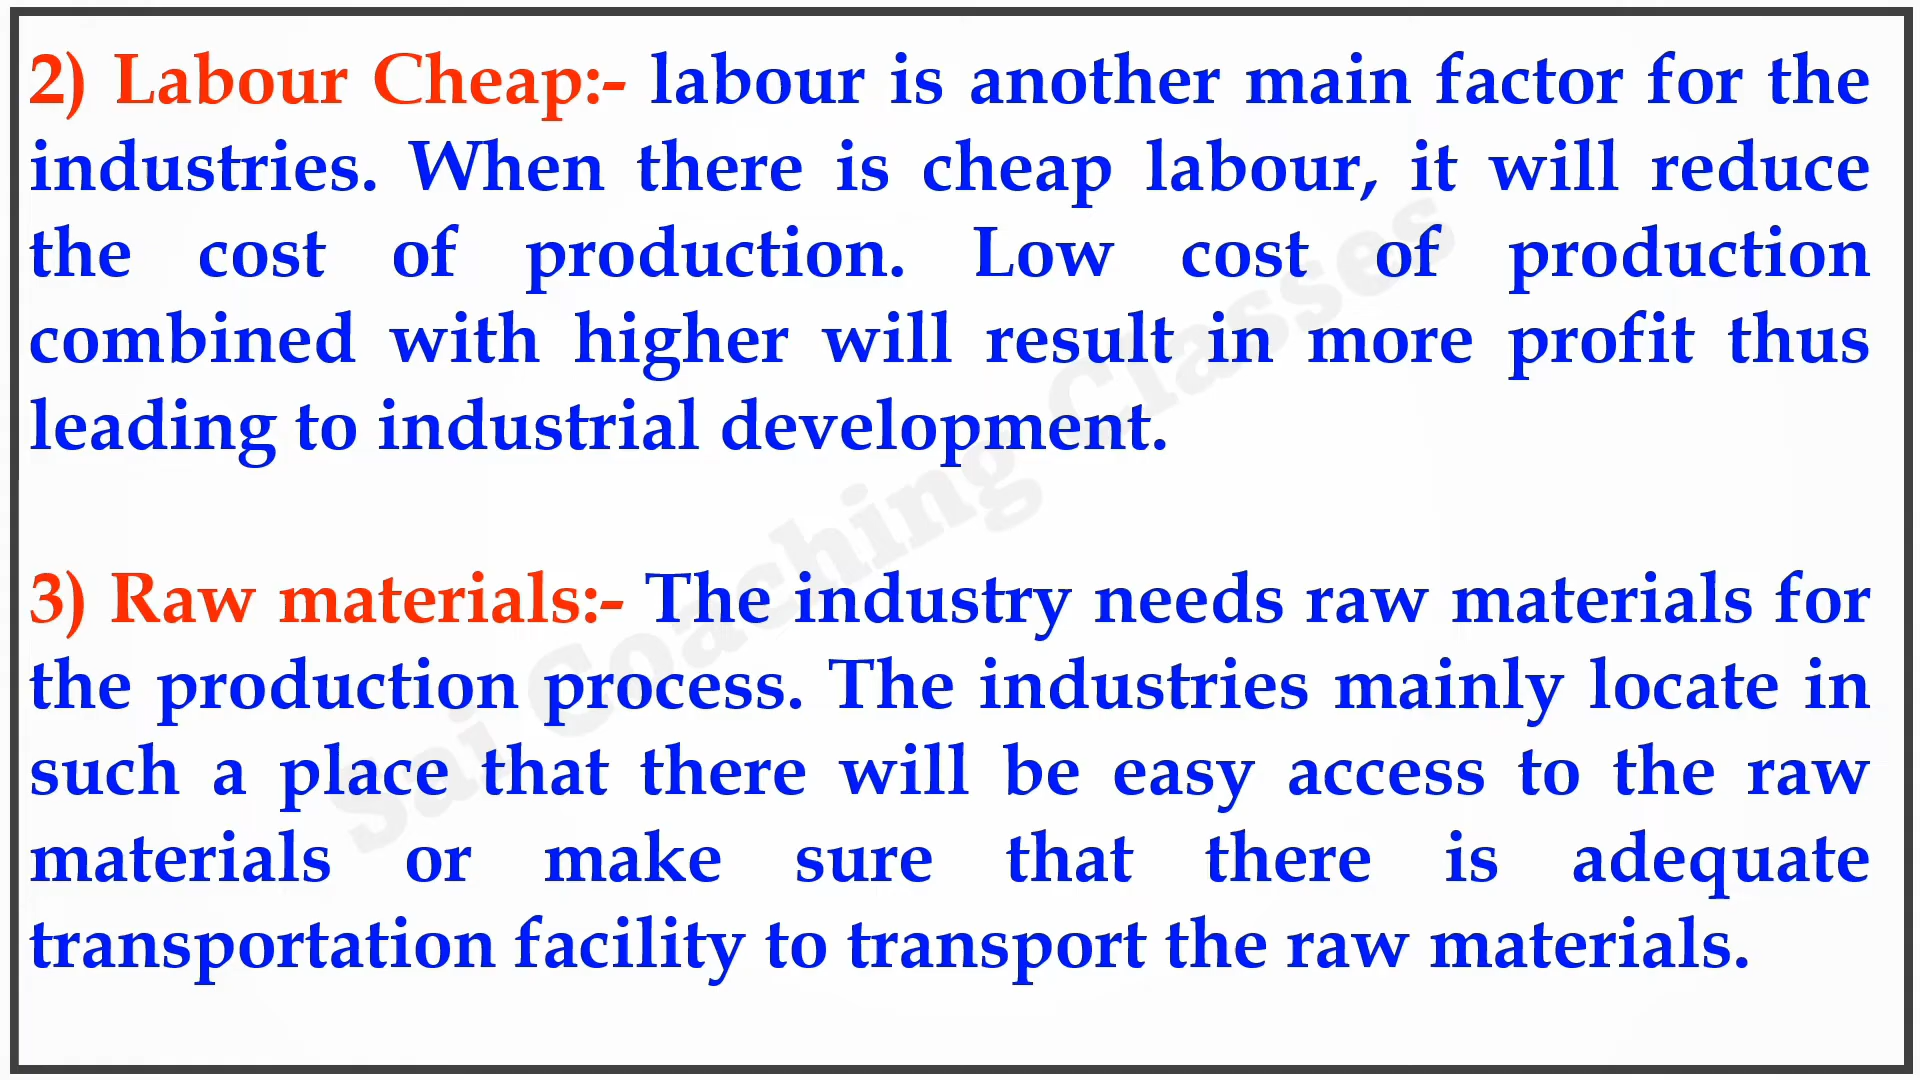 2) Labour Cheap:- labour is another main factor for the
industries. When there is cheap labour, it will reduce
the cost of production. Low cost of production
combined with higher will result in more profit thus
leading to industrial development.
3) Raw materials:- The industry needs raw materials for
the production process. The industries mainly locate in
such a place that there will be easy access to the raw
materials or make sure that there is adequate
transportation facility to transport the raw materials.
Sai Coaching Classes